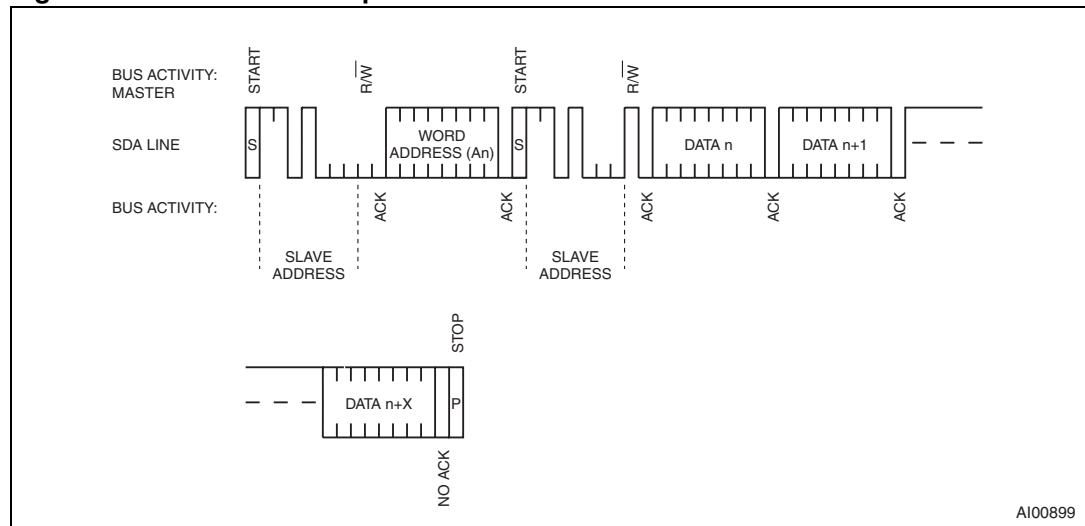 BUS ACTIVITY:
MASTER
START
R/W
START
R/W
SDA LINE
S
WORD
ADDRESS (An)
S
DATA n
DATA n+1
BUS ACTIVITY:
ACK
ACK
ACK
ACK
ACK
SLAVE
ADDRESS
SLAVE
ADDRESS
STOP
DATA n+X
P
NO ACK
AI00899